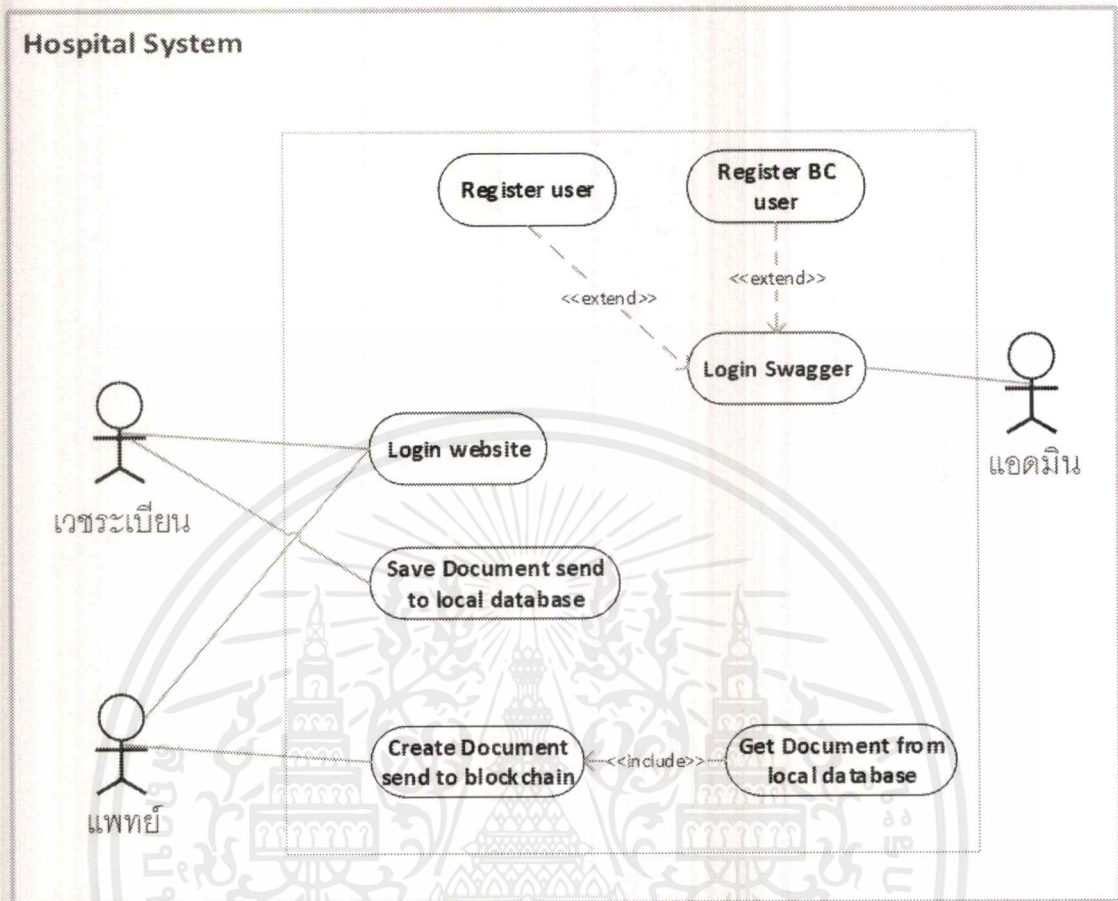 Hospital System
Register user
Register BC
user
<<extend>>
<<extend>>
Login Swagger
แอดมิน
Login website
เวชระเบียน
Save Document send
to local database
Create Document
send to blockchain
<<include>>
Get Document from
local database
แพทย์